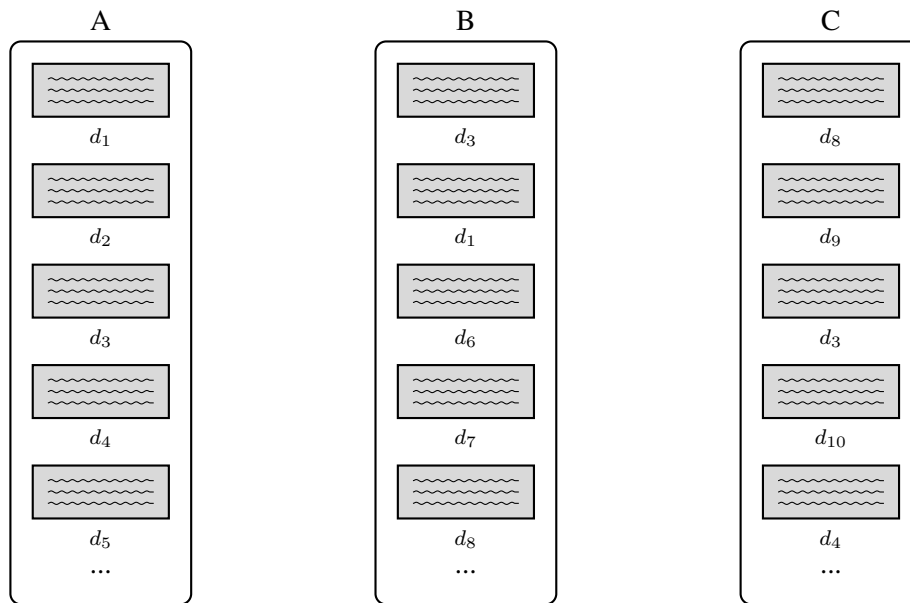 A
d₁
d₂
d₃
d₄
d₅
...
B
d₃
d₁
d₆
d₇
d₈
...
C
d₈
d₉
d₃
d₁₀
d₄
...